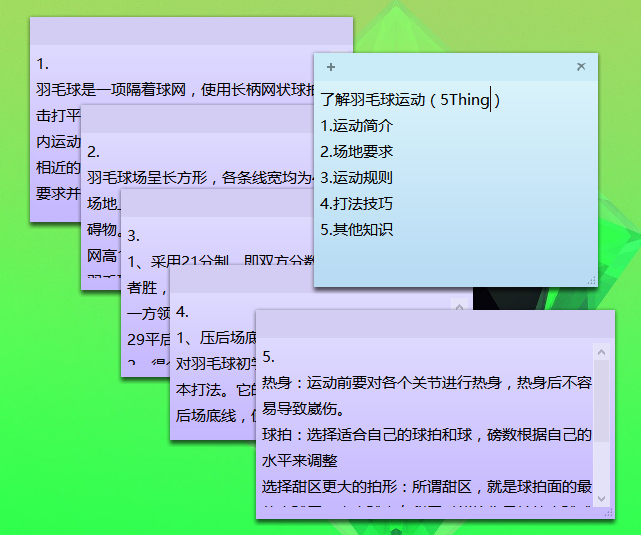 1.
羽毛球是一项隔着球网，使用长柄网状球拍
击打平
内运动
相近的
要求并
了解羽毛球运动（5Thing）
1.运动简介
2.场地要求
3.运动规则
4.打法技巧
5.其他知识
2.
羽毛球场呈长方形，各条线宽均为
场地
碍物。
网高
3.
1、采用21分制，即双方分数
者胜，
一方领
29平后
4.
1、压后场底
对羽毛球初学
本打法。它的
后场底线，
5.
热身：运动前要对各个关节进行热身，热身后不容
易导致崴伤。
球拍：选择适合自己的球拍和球，磅数根据自己的
水平来调整
选择甜区更大的拍形：所谓甜区，就是球拍面的最